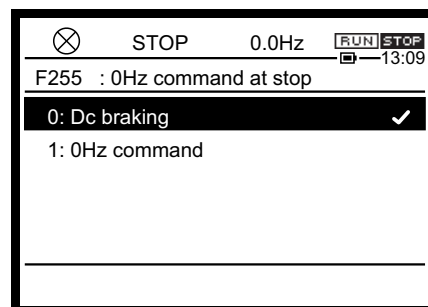 STOP 0.0Hz RUN STOP
13:09
F255 : 0Hz command at stop
0: Dc braking
1: 0Hz command